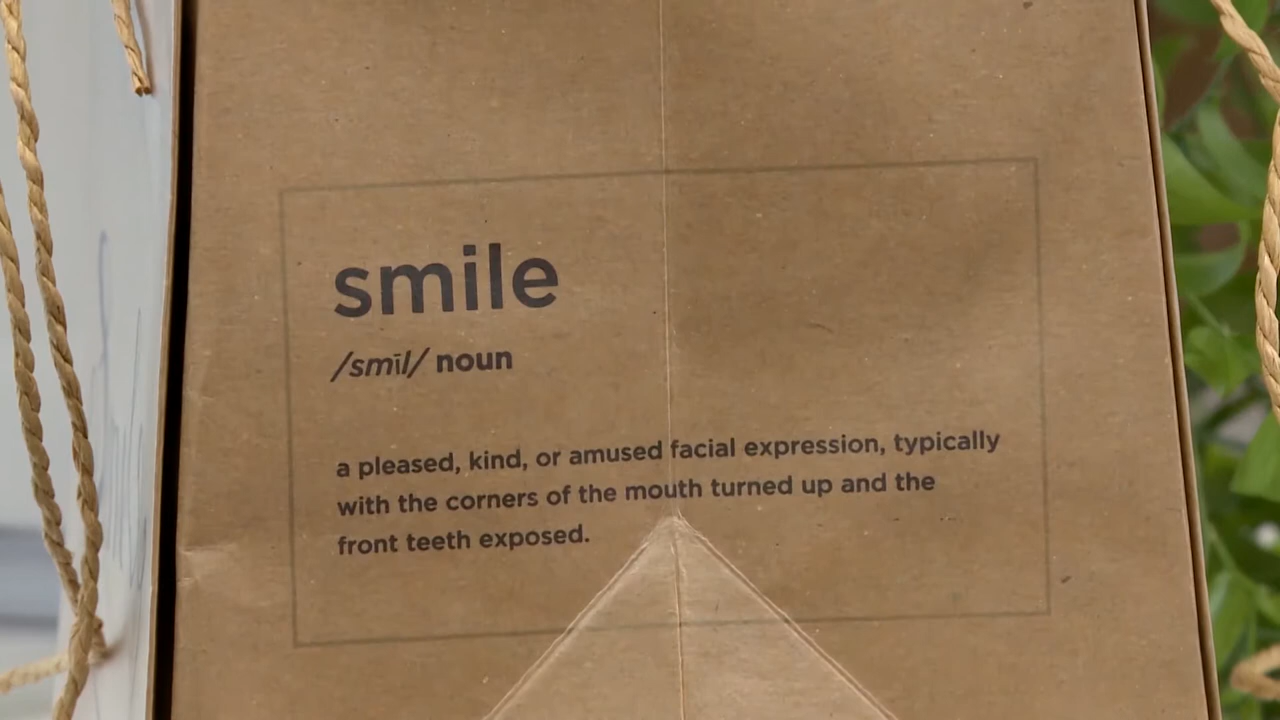 smile
/smīl/ noun
a pleased, kind, or amused facial expression, typically
with the corners of the mouth turned up and the
front teeth exposed.